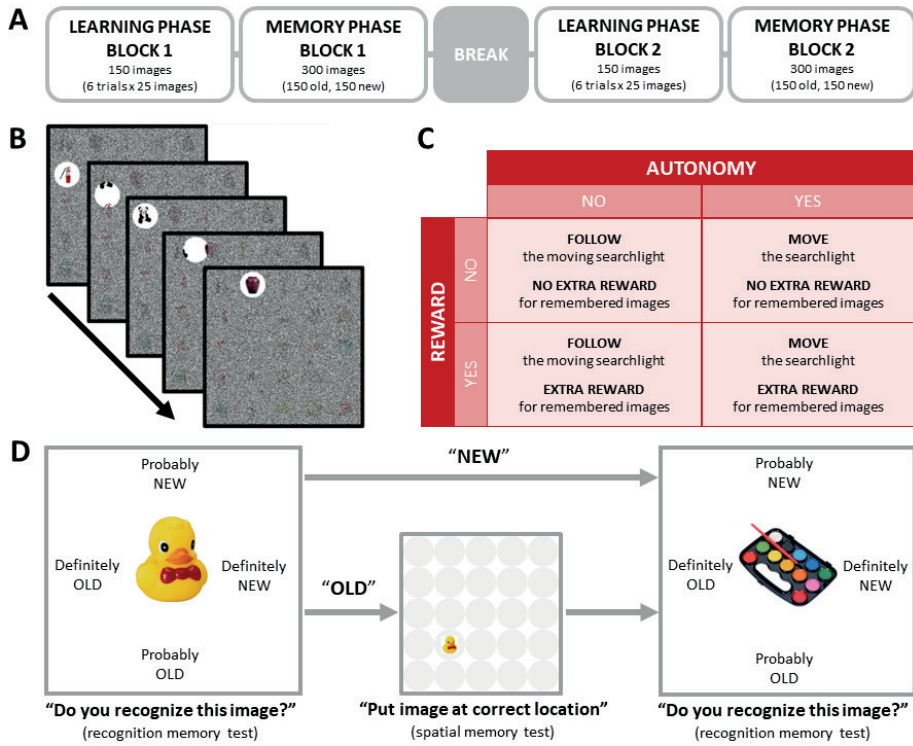 A
LEARNING PHASE
BLOCK 1
150 images
(6 trials x 25 images)
MEMORY PHASE
BLOCK 1
300 images
(150 old, 150 new)
BREAK
LEARNING PHASE
BLOCK 2
150 images
(6 trials x 25 images)
MEMORY PHASE
BLOCK 2
300 images
(150 old, 150 new)
B
C
AUTONOMY
NO
YES
REWARD
NO
FOLLOW
the moving searchlight
NO EXTRA REWARD
for remembered images
MOVE
the searchlight
NO EXTRA REWARD
for remembered images
YES
FOLLOW
the moving searchlight
EXTRA REWARD
for remembered images
MOVE
the searchlight
EXTRA REWARD
for remembered images
D
Probably
NEW
Definitely
OLD
Definitely
NEW
Probably
OLD
“Do you recognize this image?”
(recognition memory test)
“NEW”
“OLD”
“Put image at correct location”
(spatial memory test)
Probably
NEW
Definitely
OLD
Definitely
NEW
Probably
OLD
“Do you recognize this image?”
(recognition memory test)